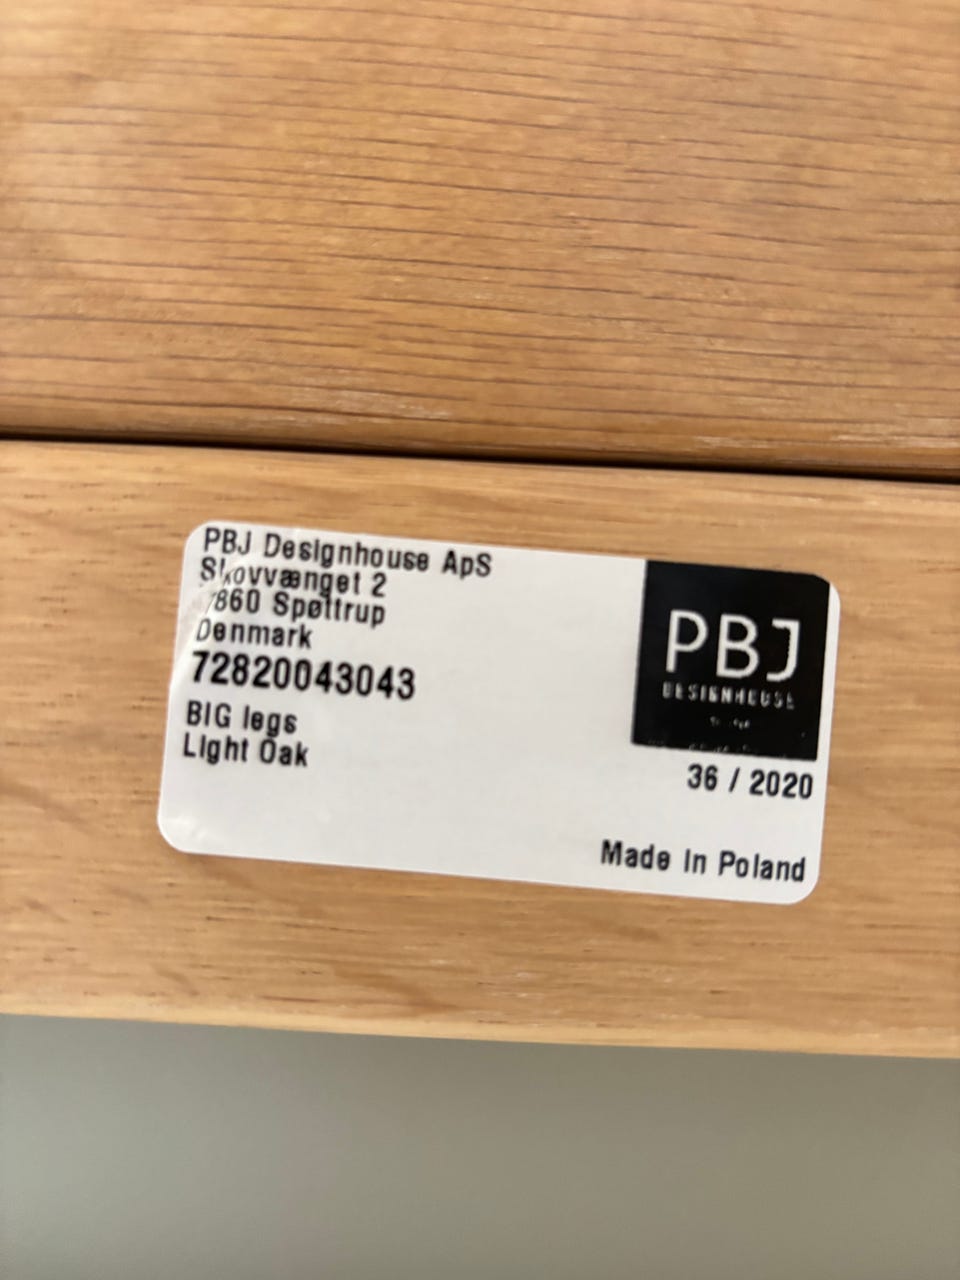 PBJ Designhouse ApS
Skovvænget 2
7860 Spøttrup
Denmark
72820043043
BIG legs
Light Oak
PBJ
DESIGNHOUSE
36 / 2020
Made in Poland